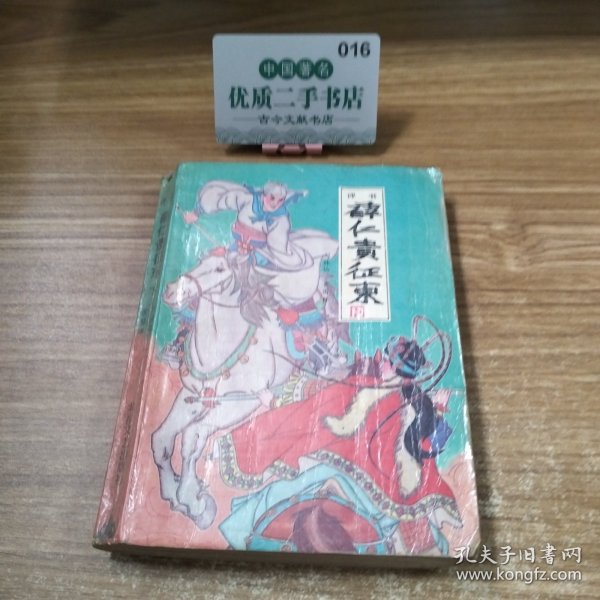 016
中国著名
优质二手书店
古今文献书店
评书
薛仁贵征东
孔夫子旧书网
www.kongfz.com